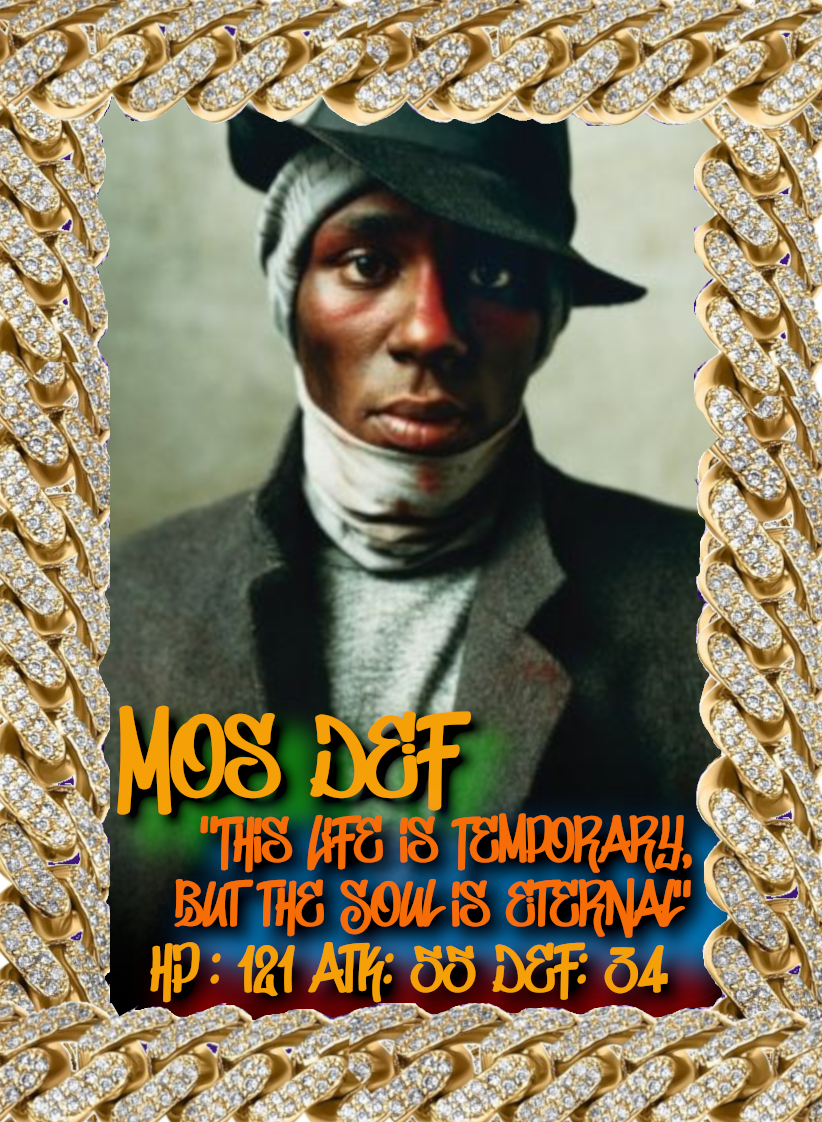 MOS DEF
"THIS LIFE IS TEMPORARY,
BUT THE SOUL IS ETERNAL"
HP : 121 ATK: 55 DEF: 34